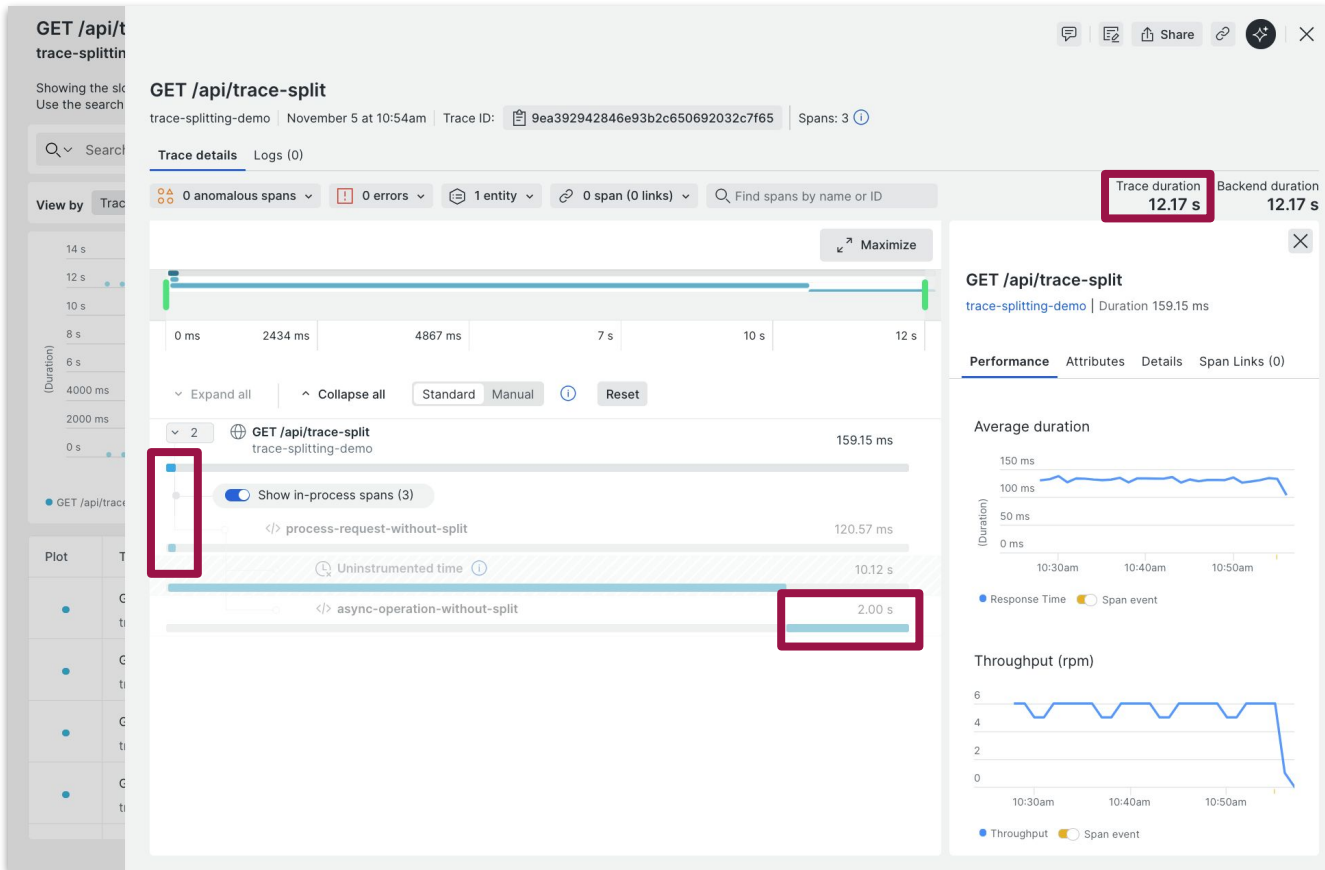 GET /api/t
trace-splittin
Showing the slo
Use the search
Search
View by Trac
14 s
12 s
10 s
8 s
6 s
4000 ms
2000 ms
0 s
(Duration)
GET /api/trace
Plot T
G
tr
G
tr
G
tr
G
tr
Share
GET /api/trace-split
trace-splitting-demo November 5 at 10:54am Trace ID: 9ea392942846e93b2c650692032c7f65 Spans: 3
Trace details Logs (0)
0 anomalous spans 0 errors 1 entity 0 span (0 links) Find spans by name or ID
Trace duration Backend duration
12.17 s 12.17 s
Maximize
0 ms 2434 ms 4867 ms 7 s 10 s 12 s
Expand all Collapse all Standard Manual Reset
2 GET /api/trace-split 159.15 ms
trace-splitting-demo
Show in-process spans (3)
</> process-request-without-split 120.57 ms
Uninstrumented time 10.12 s
</> async-operation-without-split 2.00 s
GET /api/trace-split
trace-splitting-demo | Duration 159.15 ms
Performance Attributes Details Span Links (0)
Average duration
150 ms
100 ms
50 ms
0 ms
(Duration)
10:30am 10:40am 10:50am
Response Time Span event
Throughput (rpm)
6
4
2
0
10:30am 10:40am 10:50am
Throughput Span event